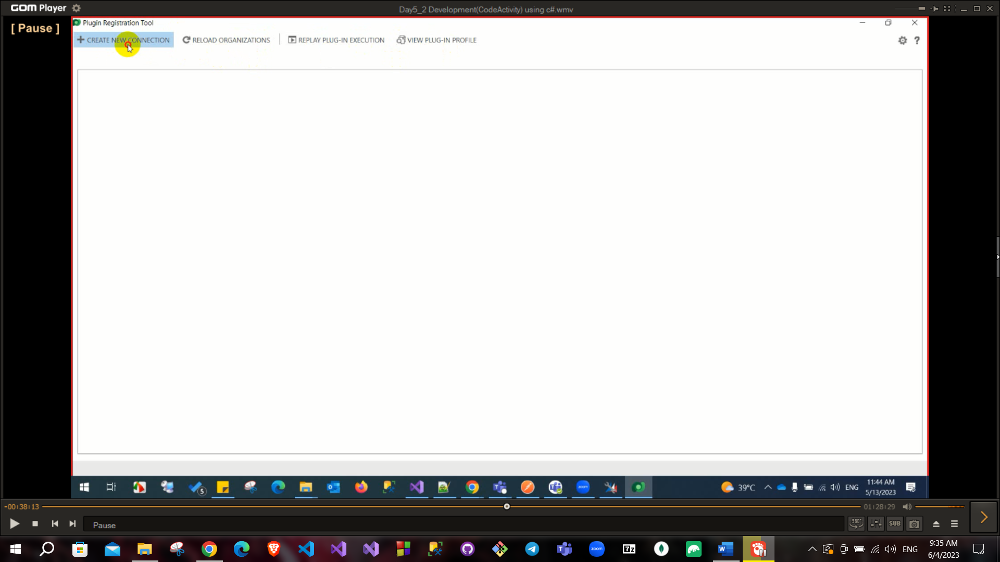 GOM Player
Day5_2 Development(CodeActivity) using c#.wmv
[ Pause ]
Plugin Registration Tool
CREATE NEW CONNECTION
RELOAD ORGANIZATIONS
REPLAY PLUG-IN EXECUTION
VIEW PLUG-IN PROFILE
?
5
zoom
39°C
ENG
11:44 AM
5/13/2023
-00:38:13
01:28:29
Pause
360°
SUB
zoom
7z
W
ENG
9:35 AM
6/4/2023